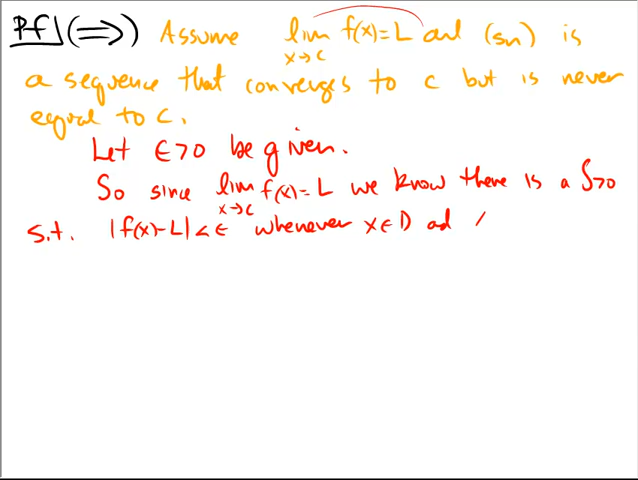 Pf (⟹) Assume lim x→c f(x)=L and (sn) is
a sequence that converges to c but is never
equal to c.
Let ε>0 be given.
So since lim x→c f(x)=L we know there is a δ>0
s.t. |f(x)-L|<ε whenever x∈D ad